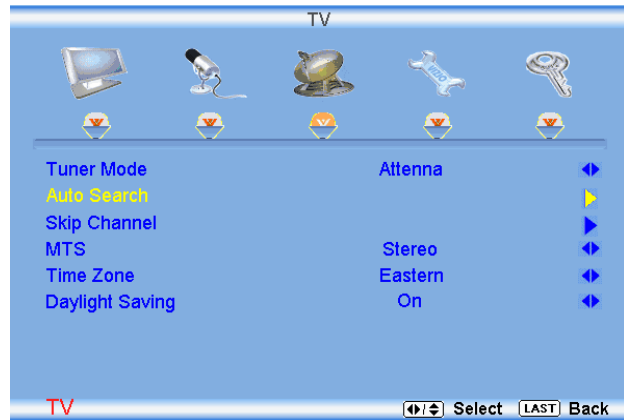 TV
Tuner Mode Attenna
Auto Search
Skip Channel
MTS Stereo
Time Zone Eastern
Daylight Saving On
TV Select LAST Back